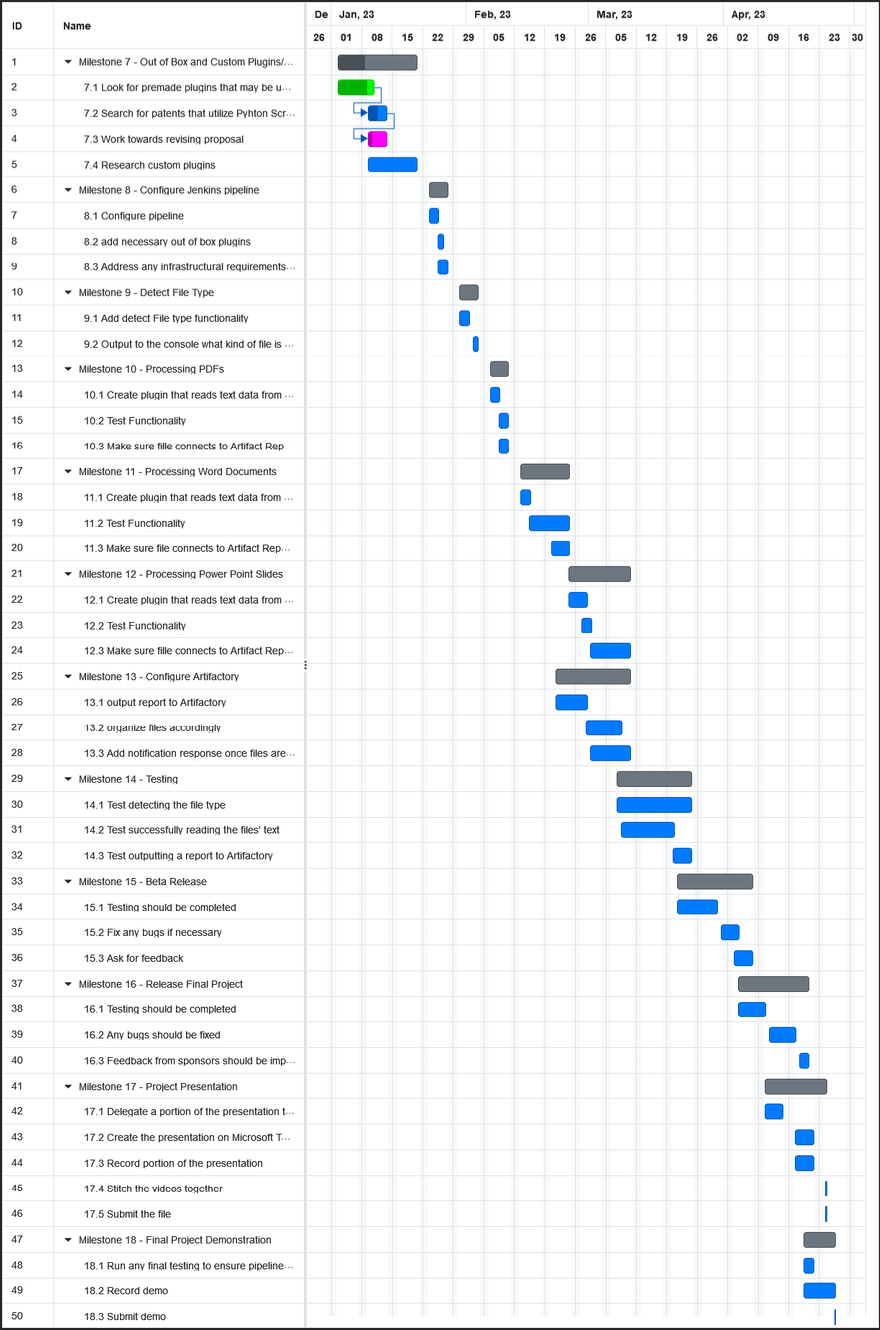 ID Name De Jan, 23 Feb, 23 Mar, 23 Apr, 23
26 01 08 15 22 29 05 12 19 26 05 12 19 26 02 09 16 23 30
1 Milestone 7 - Out of Box and Custom Plugins/...
2 7.1 Look for premade plugins that may be u...
3 7.2 Search for patents that utilize Pyhton Scr...
4 7.3 Work towards revising proposal
5 7.4 Research custom plugins
6 Milestone 8 - Configure Jenkins pipeline
7 8.1 Configure pipeline
8 8.2 add necessary out of box plugins
9 8.3 Address any infrastructural requirements...
10 Milestone 9 - Detect File Type
11 9.1 Add detect File type functionality
12 9.2 Output to the console what kind of file is ...
13 Milestone 10 - Processing PDFs
14 10.1 Create plugin that reads text data from ...
15 10.2 Test Functionality
16 10.3 Make sure fille connects to Artifact Rep
17 Milestone 11 - Processing Word Documents
18 11.1 Create plugin that reads text data from ...
19 11.2 Test Functionality
20 11.3 Make sure file connects to Artifact Rep...
21 Milestone 12 - Processing Power Point Slides
22 12.1 Create plugin that reads text data from ...
23 12.2 Test Functionality
24 12.3 Make sure fille connects to Artifact Rep...
25 Milestone 13 - Configure Artifactory
26 13.1 output report to Artifactory
27 13.2 organize files accordingly
28 13.3 Add notification response once files are...
29 Milestone 14 - Testing
30 14.1 Test detecting the file type
31 14.2 Test successfully reading the files' text
32 14.3 Test outputting a report to Artifactory
33 Milestone 15 - Beta Release
34 15.1 Testing should be completed
35 15.2 Fix any bugs if necessary
36 15.3 Ask for feedback
37 Milestone 16 - Release Final Project
38 16.1 Testing should be completed
39 16.2 Any bugs should be fixed
40 16.3 Feedback from sponsors should be imp...
41 Milestone 17 - Project Presentation
42 17.1 Delegate a portion of the presentation t...
43 17.2 Create the presentation on Microsoft T...
44 17.3 Record portion of the presentation
45 17.4 Stitch the videos together
46 17.5 Submit the file
47 Milestone 18 - Final Project Demonstration
48 18.1 Run any final testing to ensure pipeline...
49 18.2 Record demo
50 18.3 Submit demo